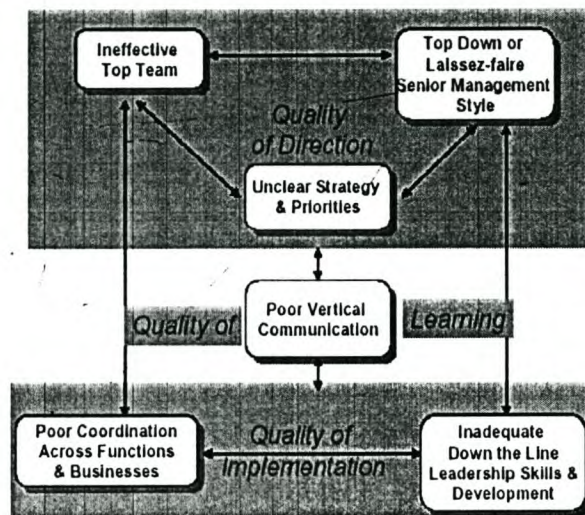 Ineffective
Top Team
Top Down or
Laissez-faire
Senior Management
Style
Quality
of Direction
Unclear Strategy
& Priorities
Quality of
Poor Vertical
Communication
Learning
Poor Coordination
Across Functions
& Businesses
Quality of
Implementation
Inadequate
Down the Line
Leadership Skills &
Development